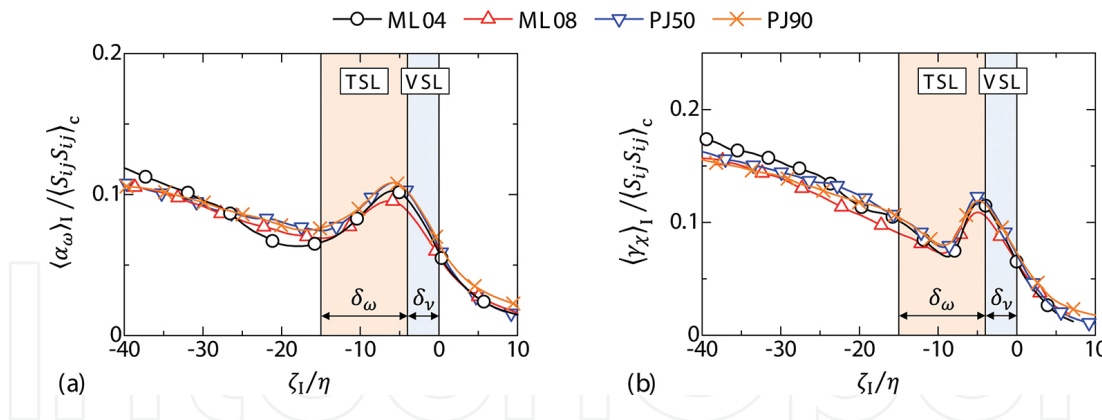 ML04 ML08 PJ50 PJ90
0.2
0.1
0
⟨α_ω⟩_I / ⟨S_ij S_ij⟩_c
TSL VSL
δ_ω δ_ν
-40 -30 -20 -10 0 10
(a) ζ_I/η
0.2
0.1
0
⟨γ_χ⟩_I / ⟨S_ij S_ij⟩_c
TSL VSL
δ_ω δ_ν
-40 -30 -20 -10 0 10
(b) ζ_I/η